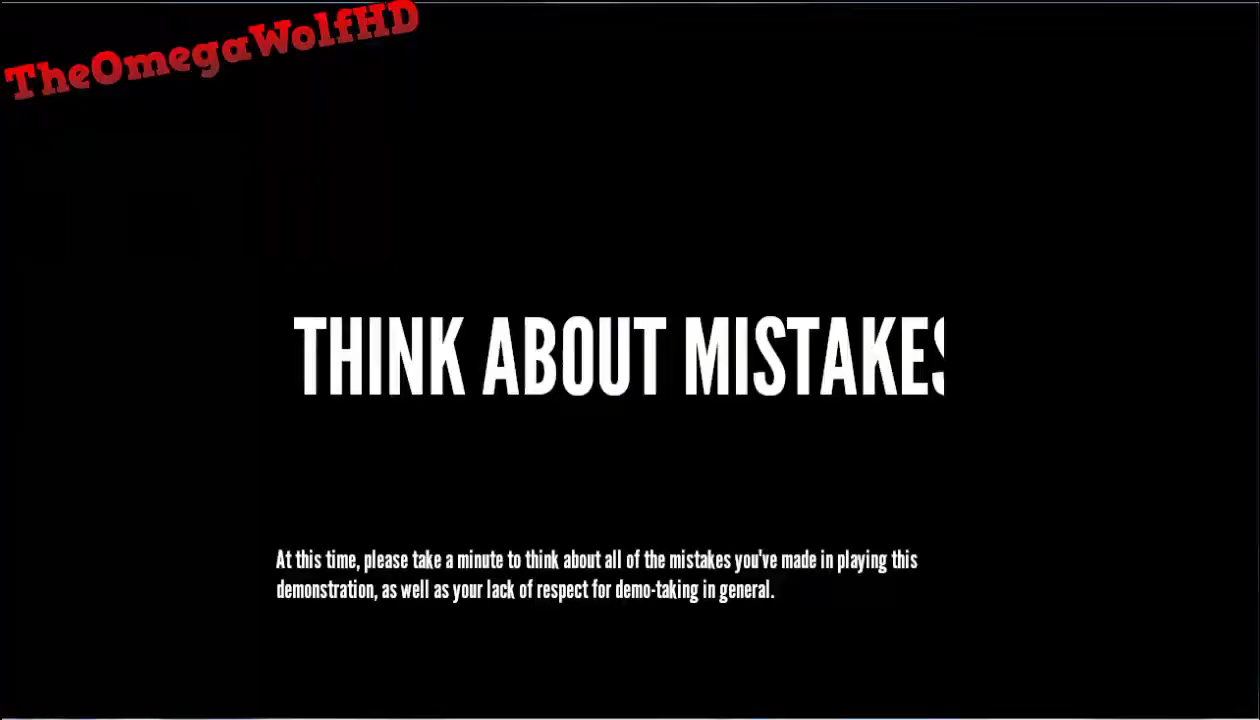 TheOmegaWolfHD
THINK ABOUT MISTAKES
At this time, please take a minute to think about all of the mistakes you've made in playing this
demonstration, as well as your lack of respect for demo-taking in general.